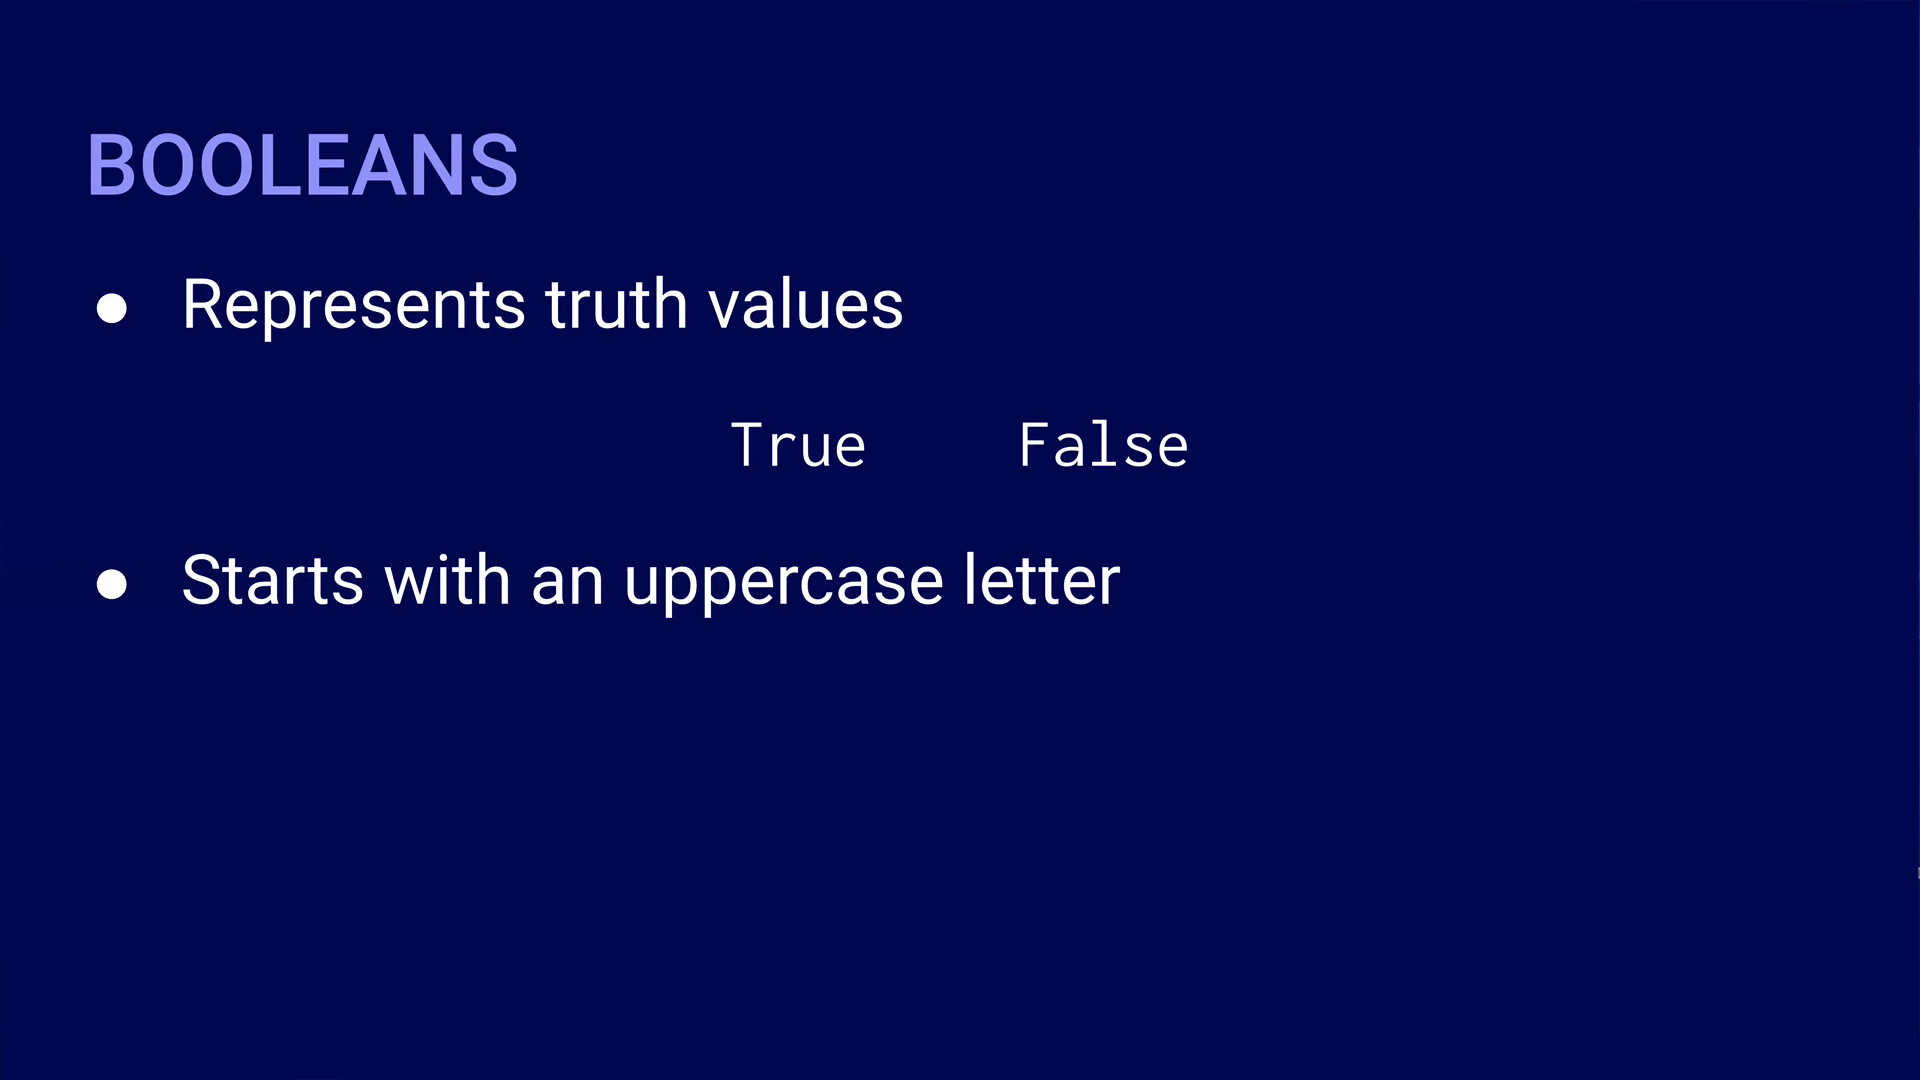 BOOLEANS
● Represents truth values
True False
● Starts with an uppercase letter